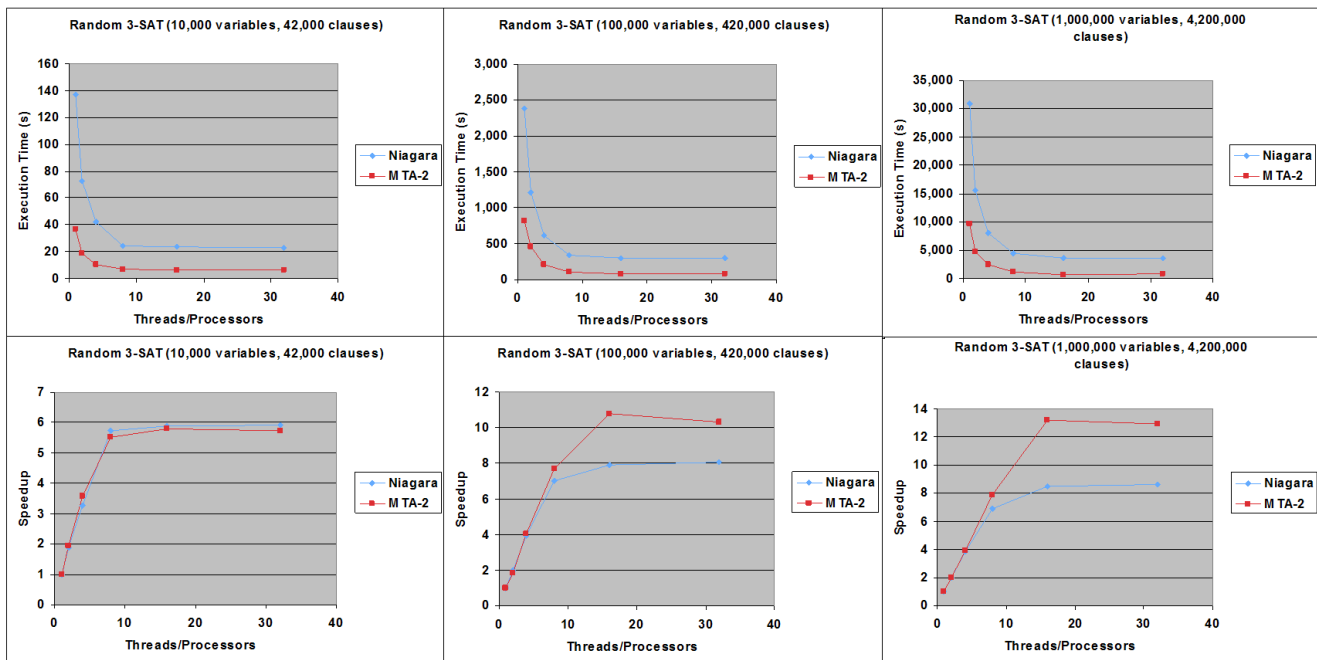 Random 3-SAT (10,000 variables, 42,000 clauses)
160
140
120
100
80
60
40
20
0
Execution Time (s)
0 10 20 30 40
Threads/Processors
Niagara
MTA-2
Random 3-SAT (100,000 variables, 420,000 clauses)
3,000
2,500
2,000
1,500
1,000
500
0
Execution Time (s)
0 10 20 30 40
Threads/Processors
Niagara
MTA-2
Random 3-SAT (1,000,000 variables, 4,200,000
clauses)
35,000
30,000
25,000
20,000
15,000
10,000
5,000
0
Execution Time (s)
0 10 20 30 40
Threads/Processors
Niagara
MTA-2
Random 3-SAT (10,000 variables, 42,000 clauses)
7
6
5
4
3
2
1
0
Speedup
0 10 20 30 40
Threads/Processors
Niagara
MTA-2
Random 3-SAT (100,000 variables, 420,000 clauses)
12
10
8
6
4
2
0
Speedup
0 10 20 30 40
Threads/Processors
Niagara
MTA-2
Random 3-SAT (1,000,000 variables, 4,200,000
clauses)
14
12
10
8
6
4
2
0
Speedup
0 10 20 30 40
Threads/Processors
Niagara
MTA-2